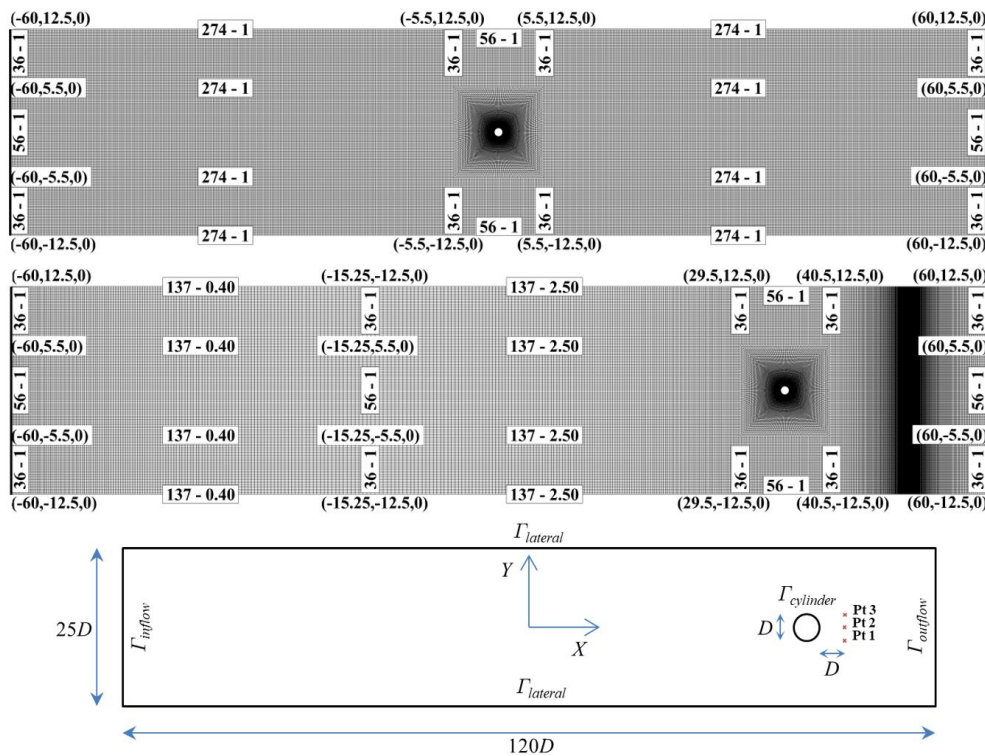 (-60,12.5,0) (-5.5,12.5,0) (5.5,12.5,0) (60,12.5,0)
274 - 1 56 - 1 274 - 1
36 - 1 36 - 1 36 - 1 36 - 1
(-60,5.5,0) 274 - 1 274 - 1 (60,5.5,0)
56 - 1 56 - 1
(-60,-5.5,0) 274 - 1 274 - 1 (60,-5.5,0)
36 - 1 36 - 1 36 - 1 36 - 1
274 - 1 56 - 1 274 - 1
(-60,-12.5,0) (-5.5,-12.5,0) (5.5,-12.5,0) (60,-12.5,0)
(-60,12.5,0) (-15.25,-12.5,0) (29.5,12.5,0) (40.5,12.5,0) (60,12.5,0)
137 - 0.40 137 - 2.50 56 - 1
36 - 1 36 - 1 36 - 1 36 - 1 36 - 1
(-60,5.5,0) 137 - 0.40 (-15.25,5.5,0) 137 - 2.50 (60,5.5,0)
56 - 1 56 - 1 56 - 1
(-60,-5.5,0) 137 - 0.40 (-15.25,-5.5,0) 137 - 2.50 (60,-5.5,0)
36 - 1 36 - 1 36 - 1 36 - 1 36 - 1
137 - 0.40 137 - 2.50 56 - 1
(-60,-12.5,0) (-15.25,-12.5,0) (29.5,-12.5,0) (40.5,-12.5,0) (60,-12.5,0)
Γlateral
Y
Γcylinder
Pt 3
25D Γinflow D Pt 2 Γoutflow
Pt 1
X D
Γlateral
120D